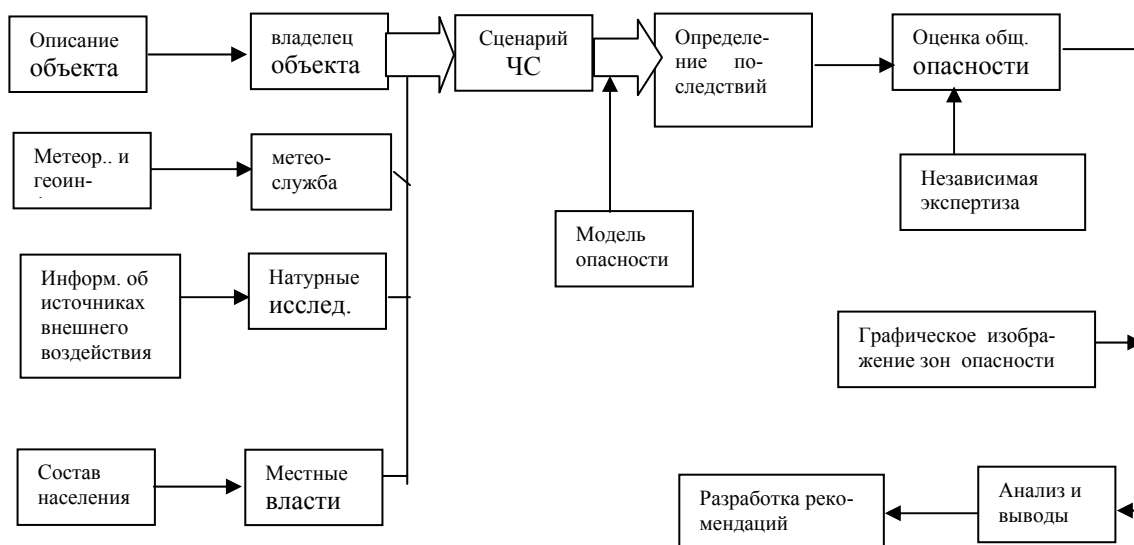 Описание
объекта
владелец
объекта
Сценарий
ЧС
Определе-
ние по-
следствий
Оценка общ.
опасности
Метеор.. и
геоин-
метео-
служба
Независимая
экспертиза
Модель
опасности
Информ. об
источниках
внешнего
воздействия
Натурные
исслед.
Графическое изобра-
жение зон опасности
Состав
населения
Местные
власти
Разработка реко-
мендаций
Анализ и
выводы